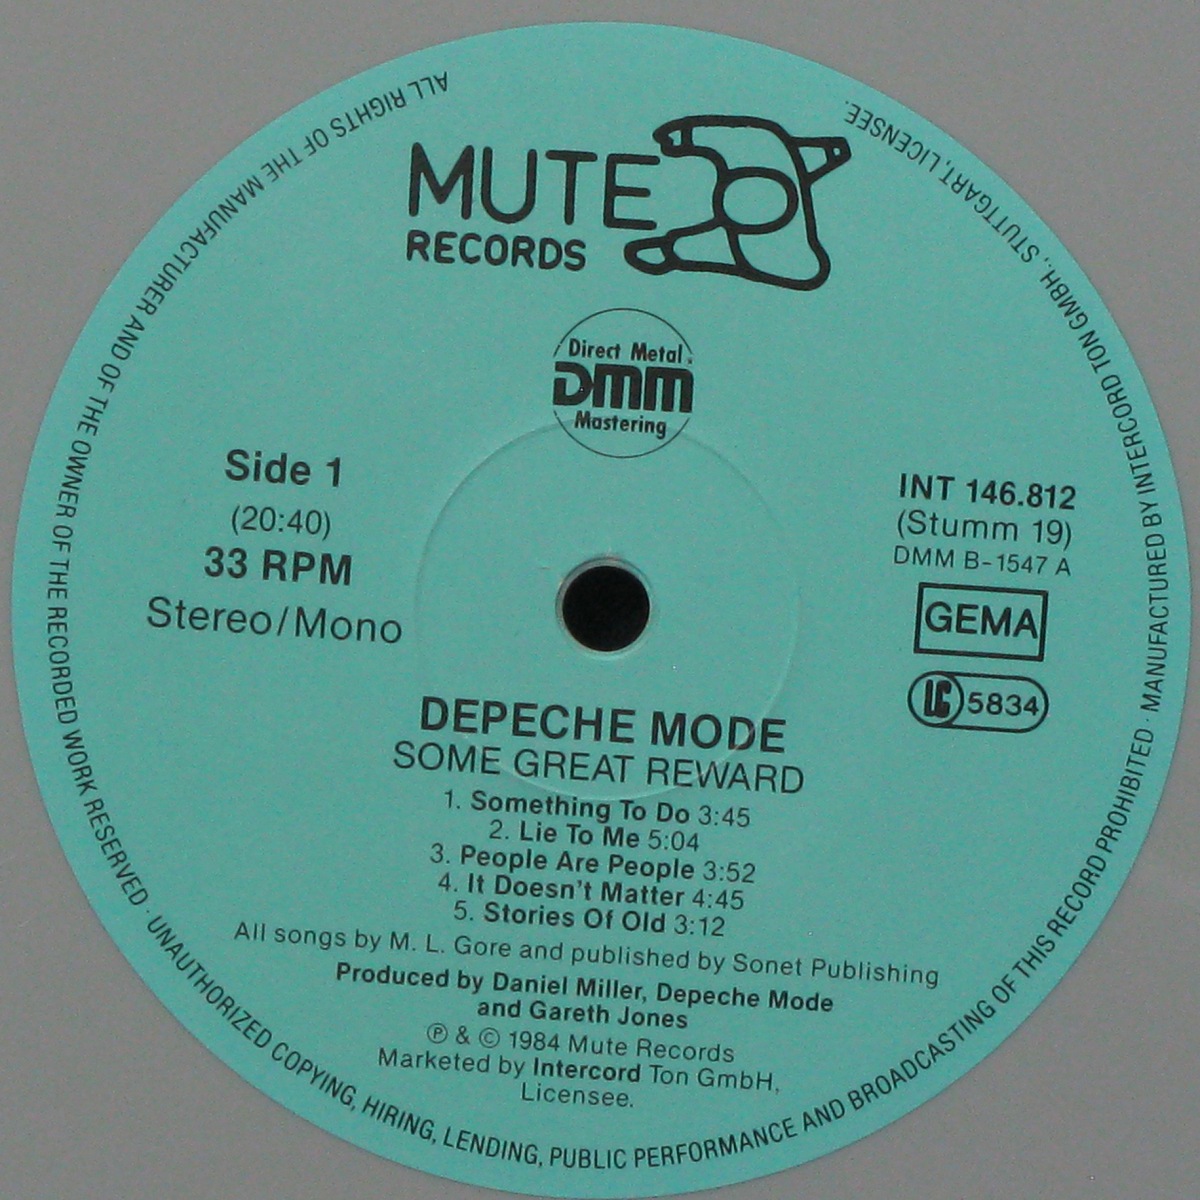 MUTE
RECORDS
Direct Metal
DMM
Mastering
Side 1
(20:40)
33 RPM
Stereo/Mono
INT 146.812
(Stumm 19)
DMM B-1547 A
GEMA
LC 5834
DEPECHE MODE
SOME GREAT REWARD
1. Something To Do 3:45
2. Lie To Me 5:04
3. People Are People 3:52
4. It Doesn't Matter 4:45
5. Stories Of Old 3:12
All songs by M. L. Gore and published by Sonet Publishing
Produced by Daniel Miller, Depeche Mode
and Gareth Jones
℗ & © 1984 Mute Records
Marketed by Intercord Ton GmbH,
Licensee.
ALL RIGHTS OF THE MANUFACTURER AND OF THE OWNER OF THE RECORDED WORK RESERVED · UNAUTHORIZED COPYING, HIRING, LENDING, PUBLIC PERFORMANCE AND BROADCASTING OF THIS RECORD PROHIBITED · MANUFACTURED BY INTERCORD TON GMBH., STUTTGART, LICENSEE.